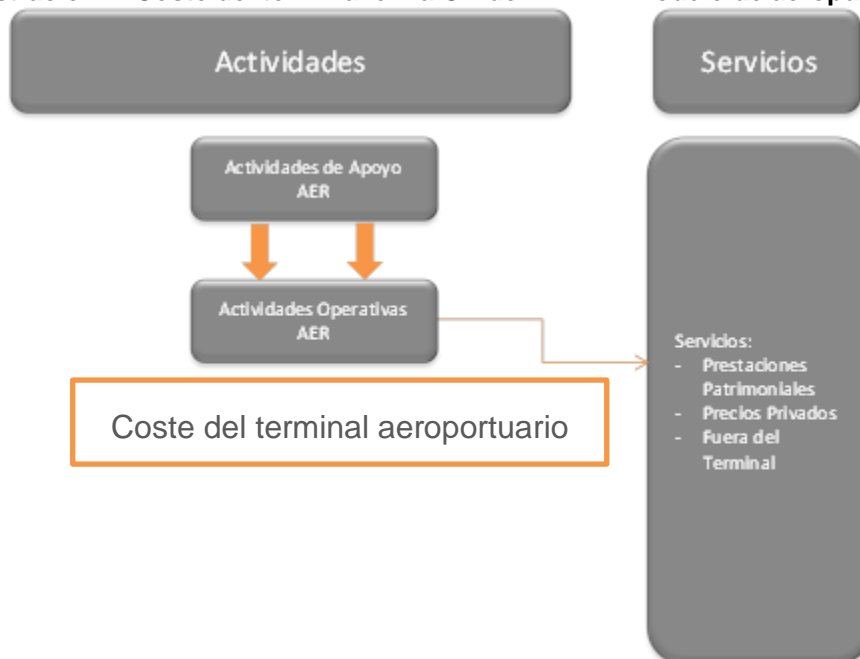 Actividades
Servicios
Actividades de Apoyo
AER
Actividades Operativas
AER
Coste del terminal aeroportuario
Servicios:
- Prestaciones
Patrimoniales
- Precios Privados
- Fuera del
Terminal